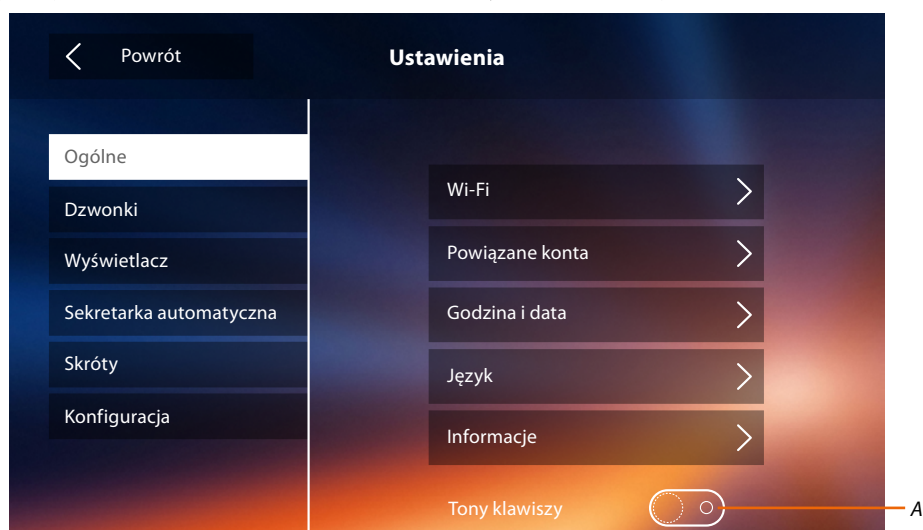 Powrót
Ustawienia
Ogólne
Dzwonki
Wyświetlacz
Sekretarka automatyczna
Skróty
Konfiguracja
Wi-Fi
Powiązane konta
Godzina i data
Język
Informacje
Tony klawiszy
A